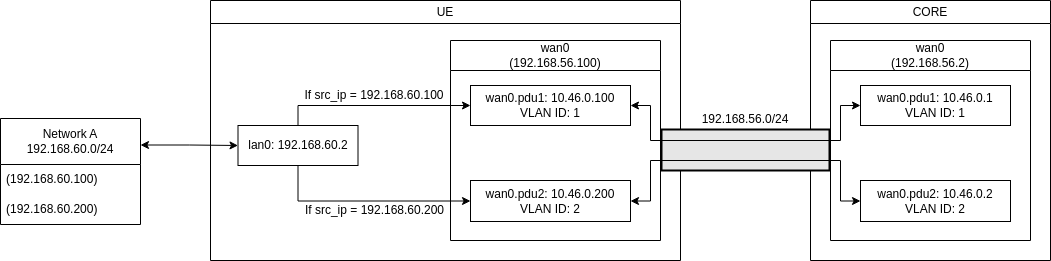 UE
CORE
wan0
(192.168.56.100)
wan0
(192.168.56.2)
If src_ip = 192.168.60.100
wan0.pdu1: 10.46.0.100
VLAN ID: 1
wan0.pdu1: 10.46.0.1
VLAN ID: 1
192.168.56.0/24
Network A
192.168.60.0/24
lan0: 192.168.60.2
(192.168.60.100)
(192.168.60.200)
If src_ip = 192.168.60.200
wan0.pdu2: 10.46.0.200
VLAN ID: 2
wan0.pdu2: 10.46.0.2
VLAN ID: 2